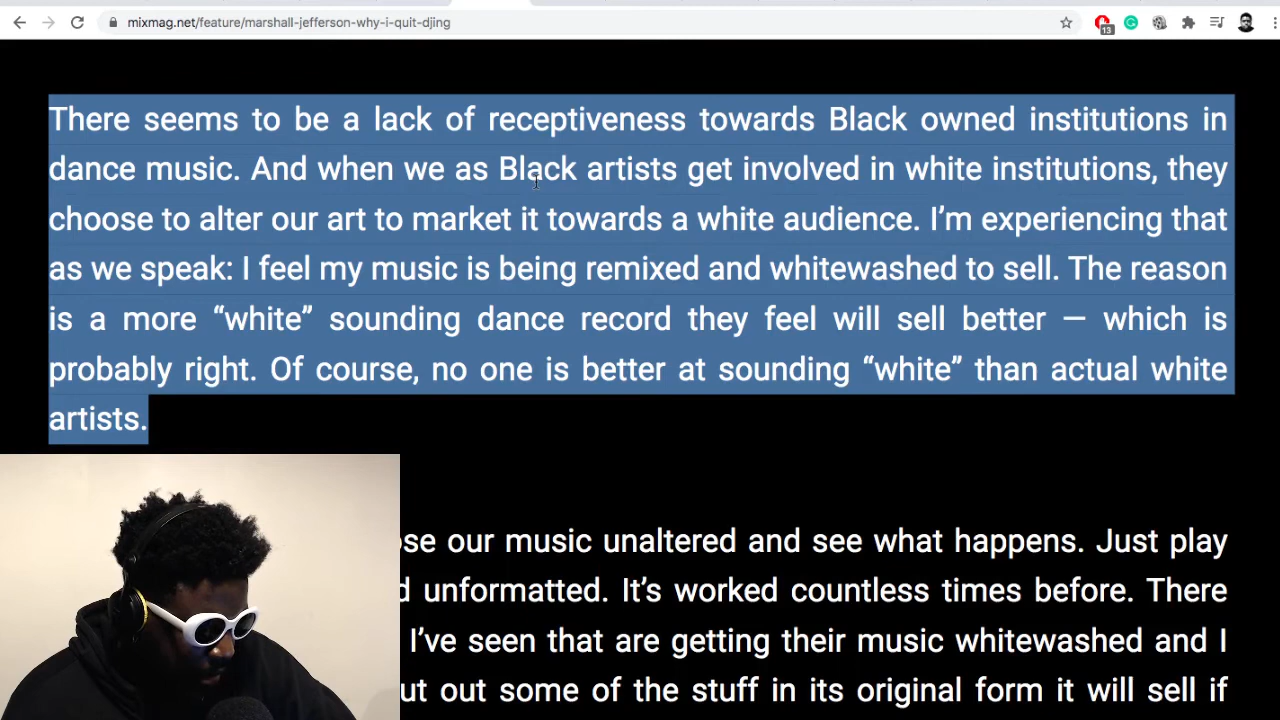 mixmag.net/feature/marshall-jefferson-why-i-quit-djing
13
There seems to be a lack of receptiveness towards Black owned institutions in
dance music. And when we as Black artists get involved in white institutions, they
choose to alter our art to market it towards a white audience. I’m experiencing that
as we speak: I feel my music is being remixed and whitewashed to sell. The reason
is a more “white” sounding dance record they feel will sell better — which is
probably right. Of course, no one is better at sounding “white” than actual white
artists.
our music unaltered and see what happens. Just play
unformatted. It’s worked countless times before. There
I’ve seen that are getting their music whitewashed and I
out some of the stuff in its original form it will sell if